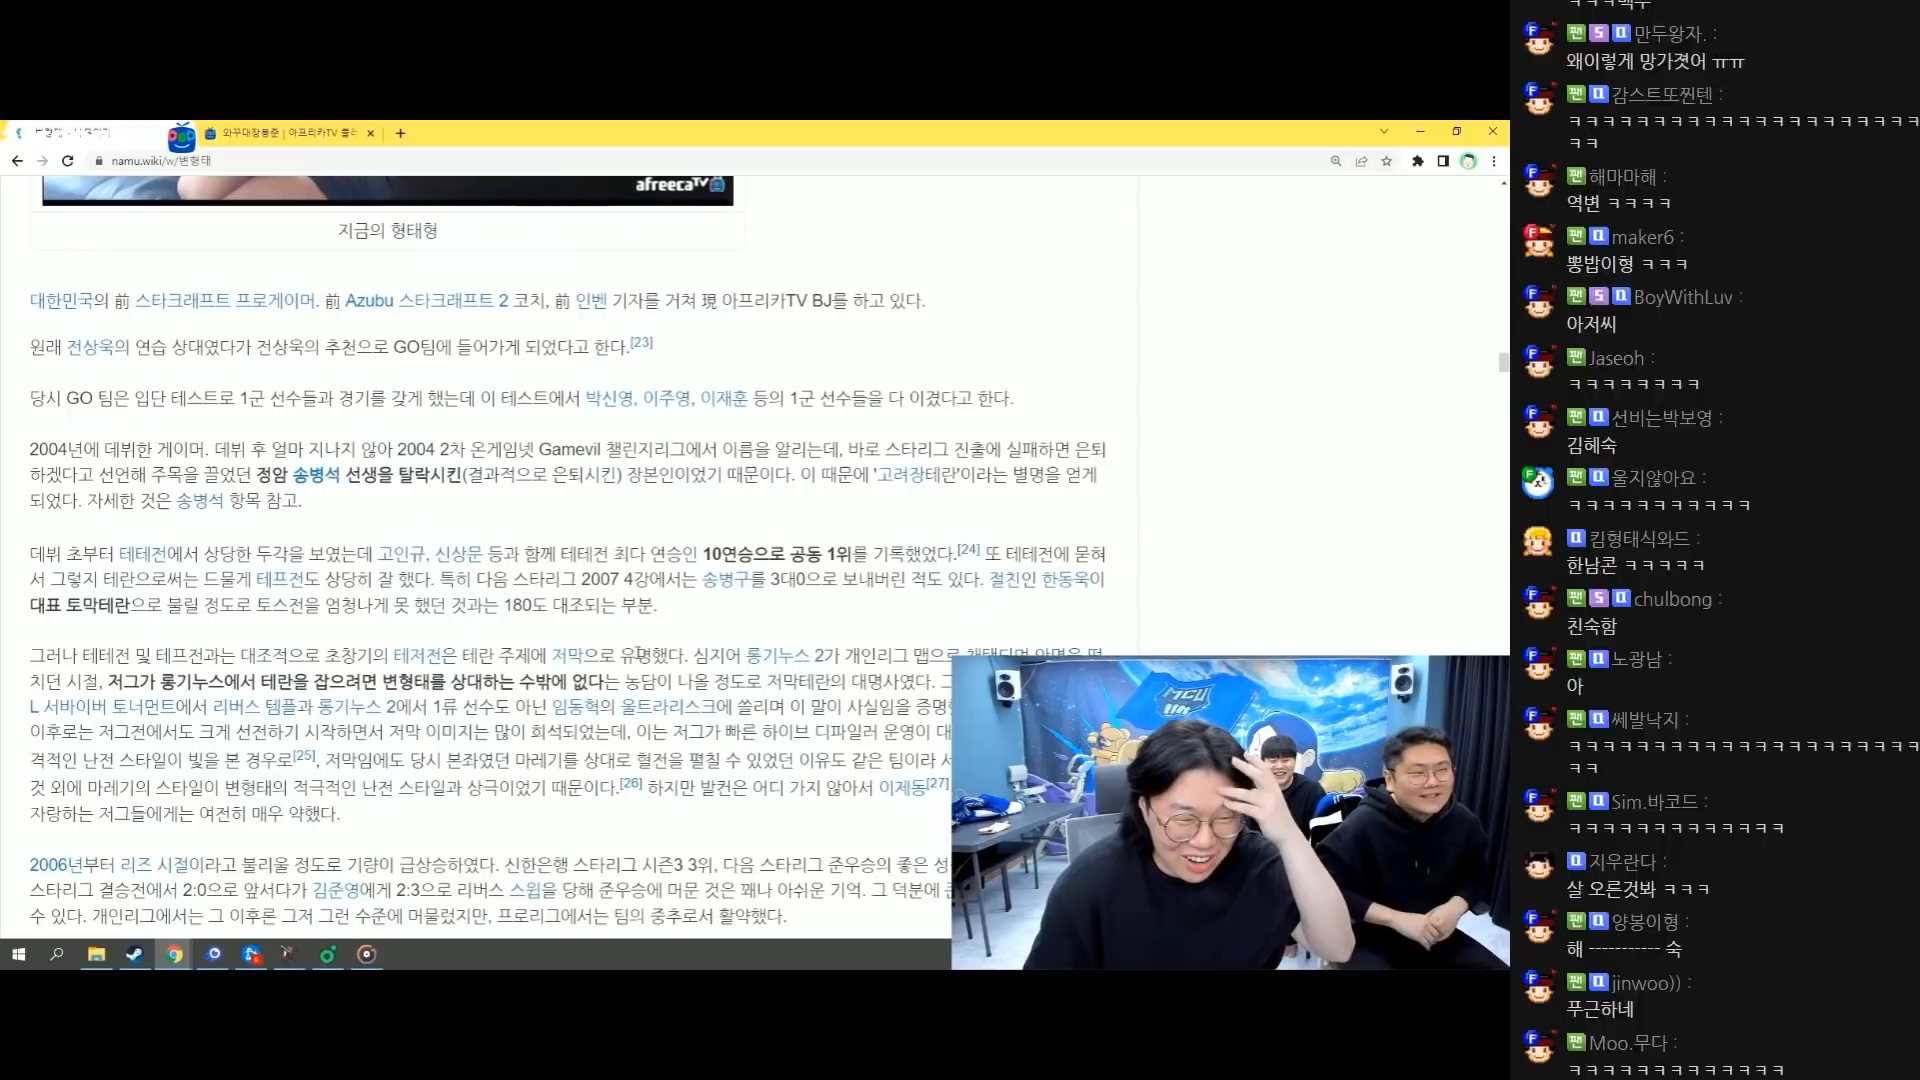 와꾸대장봉준 | 아프리카TV 플레
namu.wiki/w/변형태
afreecaTV
지금의 형태형
대한민국의 前 스타크래프트 프로게이머. 前 Azubu 스타크래프트 2 코치, 前 인벤 기자를 거쳐 現 아프리카TV BJ를 하고 있다.
원래 전상욱의 연습 상대였다가 전상욱의 추천으로 GO팀에 들어가게 되었다고 한다.[23]
당시 GO 팀은 입단 테스트로 1군 선수들과 경기를 갖게 했는데 이 테스트에서 박신영, 이주영, 이재훈 등의 1군 선수들을 다 이겼다고 한다.
2004년에 데뷔한 게이머. 데뷔 후 얼마 지나지 않아 2004 2차 온게임넷 Gamevil 챌린지리그에서 이름을 알리는데, 바로 스타리그 진출에 실패하면 은퇴
하겠다고 선언해 주목을 끌었던 정암 송병석 선생을 탈락시킨(결과적으로 은퇴시킨) 장본인이었기 때문이다. 이 때문에 '고려장테란'이라는 별명을 얻게
되었다. 자세한 것은 송병석 항목 참고.
데뷔 초부터 테테전에서 상당한 두각을 보였는데 고인규, 신상문 등과 함께 테테전 최다 연승인 10연승으로 공동 1위를 기록했었다.[24] 또 테테전에 묻혀
서 그렇지 테란으로써는 드물게 테프전도 상당히 잘 했다. 특히 다음 스타리그 2007 4강에서는 송병구를 3대0으로 보내버린 적도 있다. 절친인 한동욱이
대표 토막테란으로 불릴 정도로 토스전을 엄청나게 못 했던 것과는 180도 대조되는 부분.
그러나 테테전 및 테프전과는 대조적으로 초창기의 테저전은 테란 주제에 저막으로 유명했다. 심지어 롱기누스 2가 개인리그 맵으로
치던 시절, 저그가 롱기누스에서 테란을 잡으려면 변형태를 상대하는 수밖에 없다는 농담이 나올 정도로 저막테란의 대명사였다. 그
L 서바이버 토너먼트에서 리버스 템플과 롱기누스 2에서 1류 선수도 아닌 임동혁의 울트라리스크에 쓸리며 이 말이 사실임을 증명
이후로는 저그전에서도 크게 선전하기 시작하면서 저막 이미지는 많이 희석되었는데, 이는 저그가 빠른 하이브 디파일러 운영이 대
격적인 난전 스타일이 빛을 본 경우로[25], 저막임에도 당시 본좌였던 마레기를 상대로 혈전을 펼칠 수 있었던 이유도 같은 팀이라 서
것 외에 마레기의 스타일이 변형태의 적극적인 난전 스타일과 상극이었기 때문이다.[26] 하지만 발컨은 어디 가지 않아서 이제동[27]
자랑하는 저그들에게는 여전히 매우 약했다.
2006년부터 리즈 시절이라고 불리울 정도로 기량이 급상승하였다. 신한은행 스타리그 시즌3 3위, 다음 스타리그 준우승의 좋은 성
스타리그 결승전에서 2:0으로 앞서다가 김준영에게 2:3으로 리버스 스윕을 당해 준우승에 머문 것은 꽤나 아쉬운 기억. 그 덕분에
수 있다. 개인리그에서는 그 이후론 그저 그런 수준에 머물렀지만, 프로리그에서는 팀의 중추로서 활약했다.
MCU
팬 S 만두왕자. :
왜이렇게 망가졋어 ㅠㅠ
팬 감스트또찐텐 :
ㅋㅋㅋㅋㅋㅋㅋㅋㅋㅋㅋㅋㅋㅋㅋㅋㅋㅋㅋㅋㅋ
ㅋㅋ
팬 해마마해 :
역변 ㅋㅋㅋㅋ
팬 maker6 :
뽕밥이형 ㅋㅋㅋ
팬 S BoyWithLuv :
아저씨
팬 Jaseoh :
ㅋㅋㅋㅋㅋㅋㅋㅋ
팬 선비는박보영 :
김혜숙
팬 울지않아요 :
ㅋㅋㅋㅋㅋㅋㅋㅋㅋㅋㅋ
킴형태식와드 :
한남콘 ㅋㅋㅋㅋㅋ
팬 S chulbong :
친숙함
팬 노광남 :
아
팬 쎄발낙지 :
ㅋㅋㅋㅋㅋㅋㅋㅋㅋㅋㅋㅋㅋㅋㅋㅋㅋㅋㅋㅋㅋ
ㅋㅋ
팬 Sim.바코드 :
ㅋㅋㅋㅋㅋㅋㅋㅋㅋㅋㅋㅋㅋ
지우란다 :
살 오른것봐 ㅋㅋㅋ
팬 양봉이형 :
해 ----------- 숙
팬 jinwoo)) :
푸근하네
팬 Moo.무다 :
ㅋㅋㅋㅋㅋㅋㅋㅋㅋㅋㅋㅋㅋ